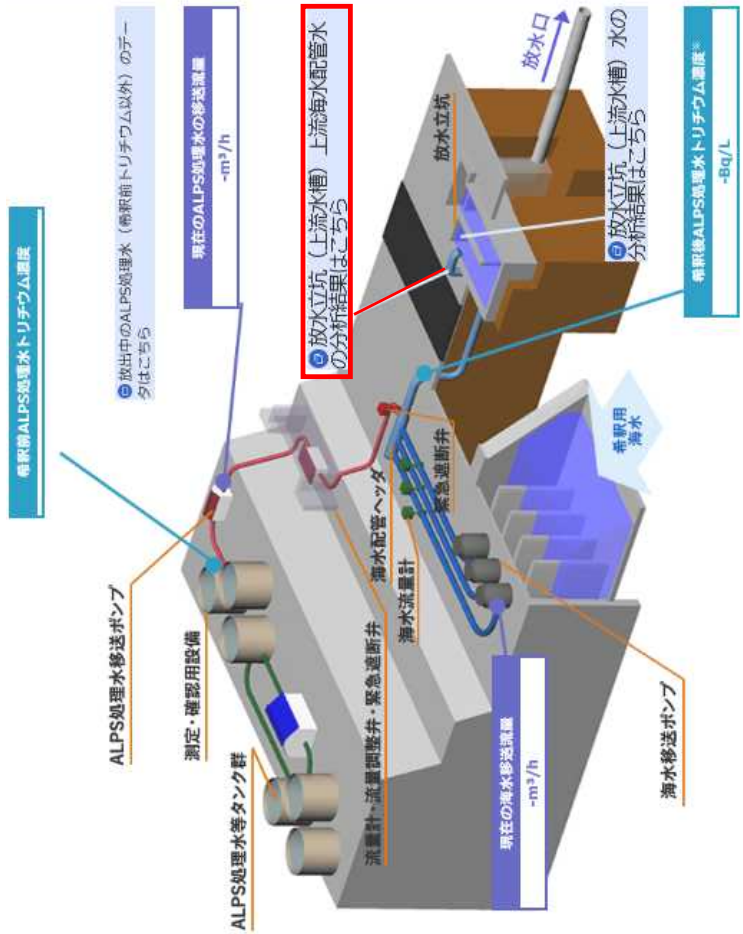 希釈前ALPS処理水トリチウム濃度
放出中のALPS処理水（希釈前トリチウム以外）のデー
タはこちら
現在のALPS処理水の移送流量
-m³/h
放水立坑（上流水槽）上流海水配管水
の分析結果はこちら
ALPS処理水移送ポンプ
測定・確認用設備
ALPS処理水等タンク群
流量計・流量調整弁・緊急遮断弁
海水配管ヘッダ
海水流量計
緊急遮断弁
放水立坑
放水口
放水立坑（上流水槽）水の
分析結果はこちら
希釈用
海水
現在の海水移送流量
-m³/h
海水移送ポンプ
希釈後ALPS処理水トリチウム濃度※
-Bq/L